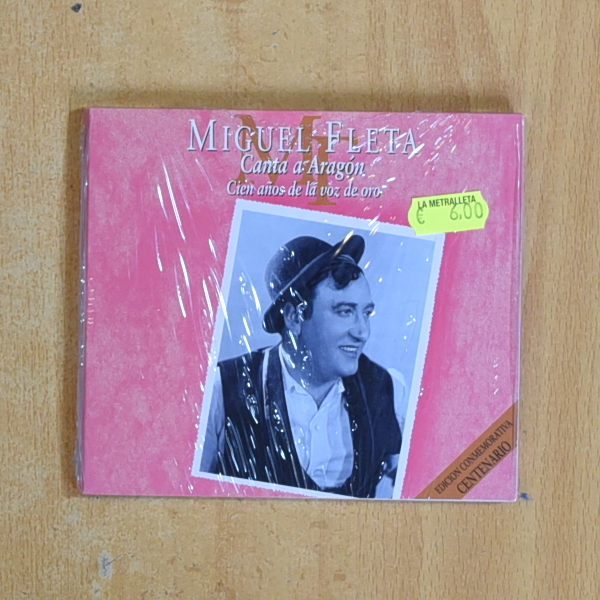 MIGUEL FLETA
Canta a Aragón
Cien años de la voz de oro
LA METRALLETA
€ 6,00
EDICION CONMEMORATIVA
CENTENARIO